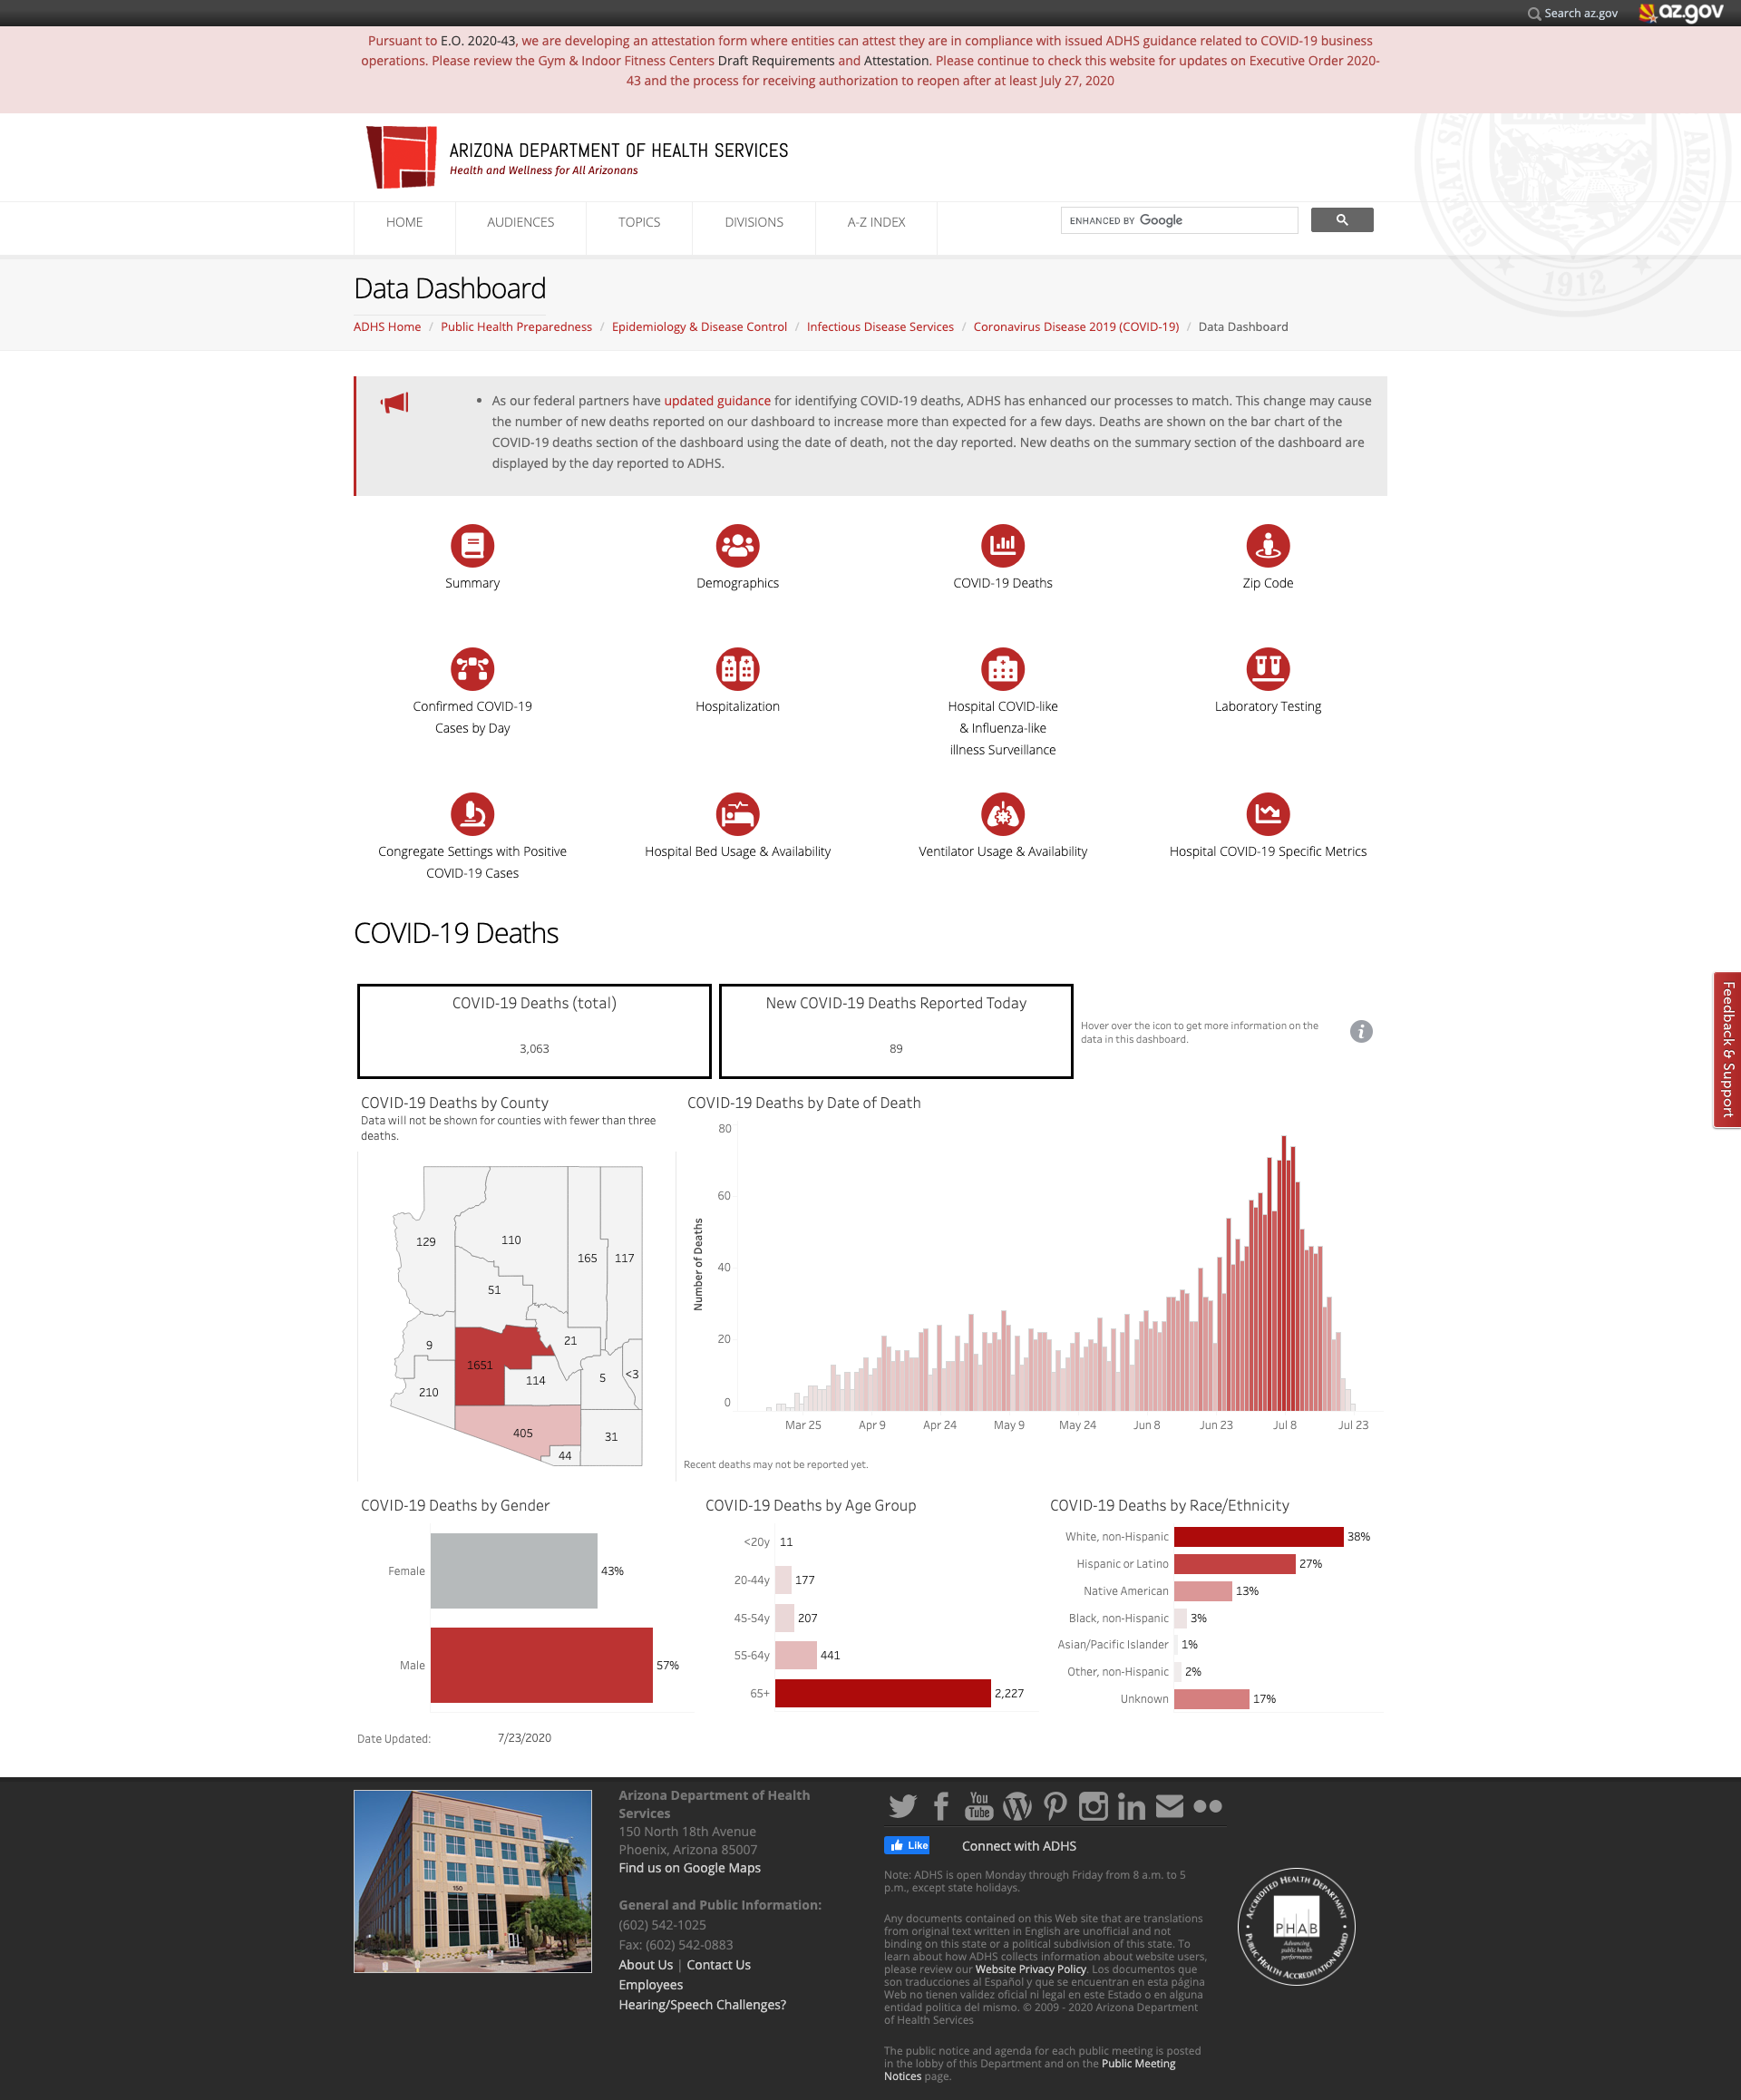 Search az.gov
az.gov
Pursuant to E.O. 2020-43, we are developing an attestation form where entities can attest they are in compliance with issued ADHS guidance related to COVID-19 business
operations. Please review the Gym & Indoor Fitness Centers Draft Requirements and Attestation. Please continue to check this website for updates on Executive Order 2020-
43 and the process for receiving authorization to reopen after at least July 27, 2020
DITAT DEUS
GREAT SEAL
ARIZONA
1912
ARIZONA DEPARTMENT OF HEALTH SERVICES
Health and Wellness for All Arizonans
HOME
AUDIENCES
TOPICS
DIVISIONS
A-Z INDEX
ENHANCED BY Google
Data Dashboard
ADHS Home / Public Health Preparedness / Epidemiology & Disease Control / Infectious Disease Services / Coronavirus Disease 2019 (COVID-19) / Data Dashboard
• As our federal partners have updated guidance for identifying COVID-19 deaths, ADHS has enhanced our processes to match. This change may cause
the number of new deaths reported on our dashboard to increase more than expected for a few days. Deaths are shown on the bar chart of the
COVID-19 deaths section of the dashboard using the date of death, not the day reported. New deaths on the summary section of the dashboard are
displayed by the day reported to ADHS.
Summary
Demographics
COVID-19 Deaths
Zip Code
Confirmed COVID-19
Cases by Day
Hospitalization
Hospital COVID-like
& Influenza-like
illness Surveillance
Laboratory Testing
Congregate Settings with Positive
COVID-19 Cases
Hospital Bed Usage & Availability
Ventilator Usage & Availability
Hospital COVID-19 Specific Metrics
COVID-19 Deaths
Feedback & Support
COVID-19 Deaths (total)
3,063
New COVID-19 Deaths Reported Today
89
Hover over the icon to get more information on the
data in this dashboard.
i
COVID-19 Deaths by County
Data will not be shown for counties with fewer than three
deaths.
129
110
165
117
51
9
21
1651
114
5
<3
210
405
44
31
COVID-19 Deaths by Date of Death
Number of Deaths
80
60
40
20
0
Mar 25
Apr 9
Apr 24
May 9
May 24
Jun 8
Jun 23
Jul 8
Jul 23
Recent deaths may not be reported yet.
COVID-19 Deaths by Gender
Female 43%
Male 57%
COVID-19 Deaths by Age Group
<20y 11
20-44y 177
45-54y 207
55-64y 441
65+ 2,227
COVID-19 Deaths by Race/Ethnicity
White, non-Hispanic 38%
Hispanic or Latino 27%
Native American 13%
Black, non-Hispanic 3%
Asian/Pacific Islander 1%
Other, non-Hispanic 2%
Unknown 17%
Date Updated: 7/23/2020
150
Arizona Department of Health
Services
150 North 18th Avenue
Phoenix, Arizona 85007
Find us on Google Maps
General and Public Information:
(602) 542-1025
Fax: (602) 542-0883
About Us | Contact Us
Employees
Hearing/Speech Challenges?
You
Tube
in
Like
Connect with ADHS
Note: ADHS is open Monday through Friday from 8 a.m. to 5
p.m., except state holidays.
Any documents contained on this Web site that are translations
from original text written in English are unofficial and not
binding on this state or a political subdivision of this state. To
learn about how ADHS collects information about website users,
please review our Website Privacy Policy. Los documentos que
son traducciones al Español y que se encuentran en esta página
Web no tienen validez oficial ni legal en este Estado o en alguna
entidad politica del mismo. © 2009 - 2020 Arizona Department
of Health Services
The public notice and agenda for each public meeting is posted
in the lobby of this Department and on the Public Meeting
Notices page.
ACCREDITED HEALTH DEPARTMENT
PHAB
Advancing
public health
performance
PUBLIC HEALTH ACCREDITATION BOARD